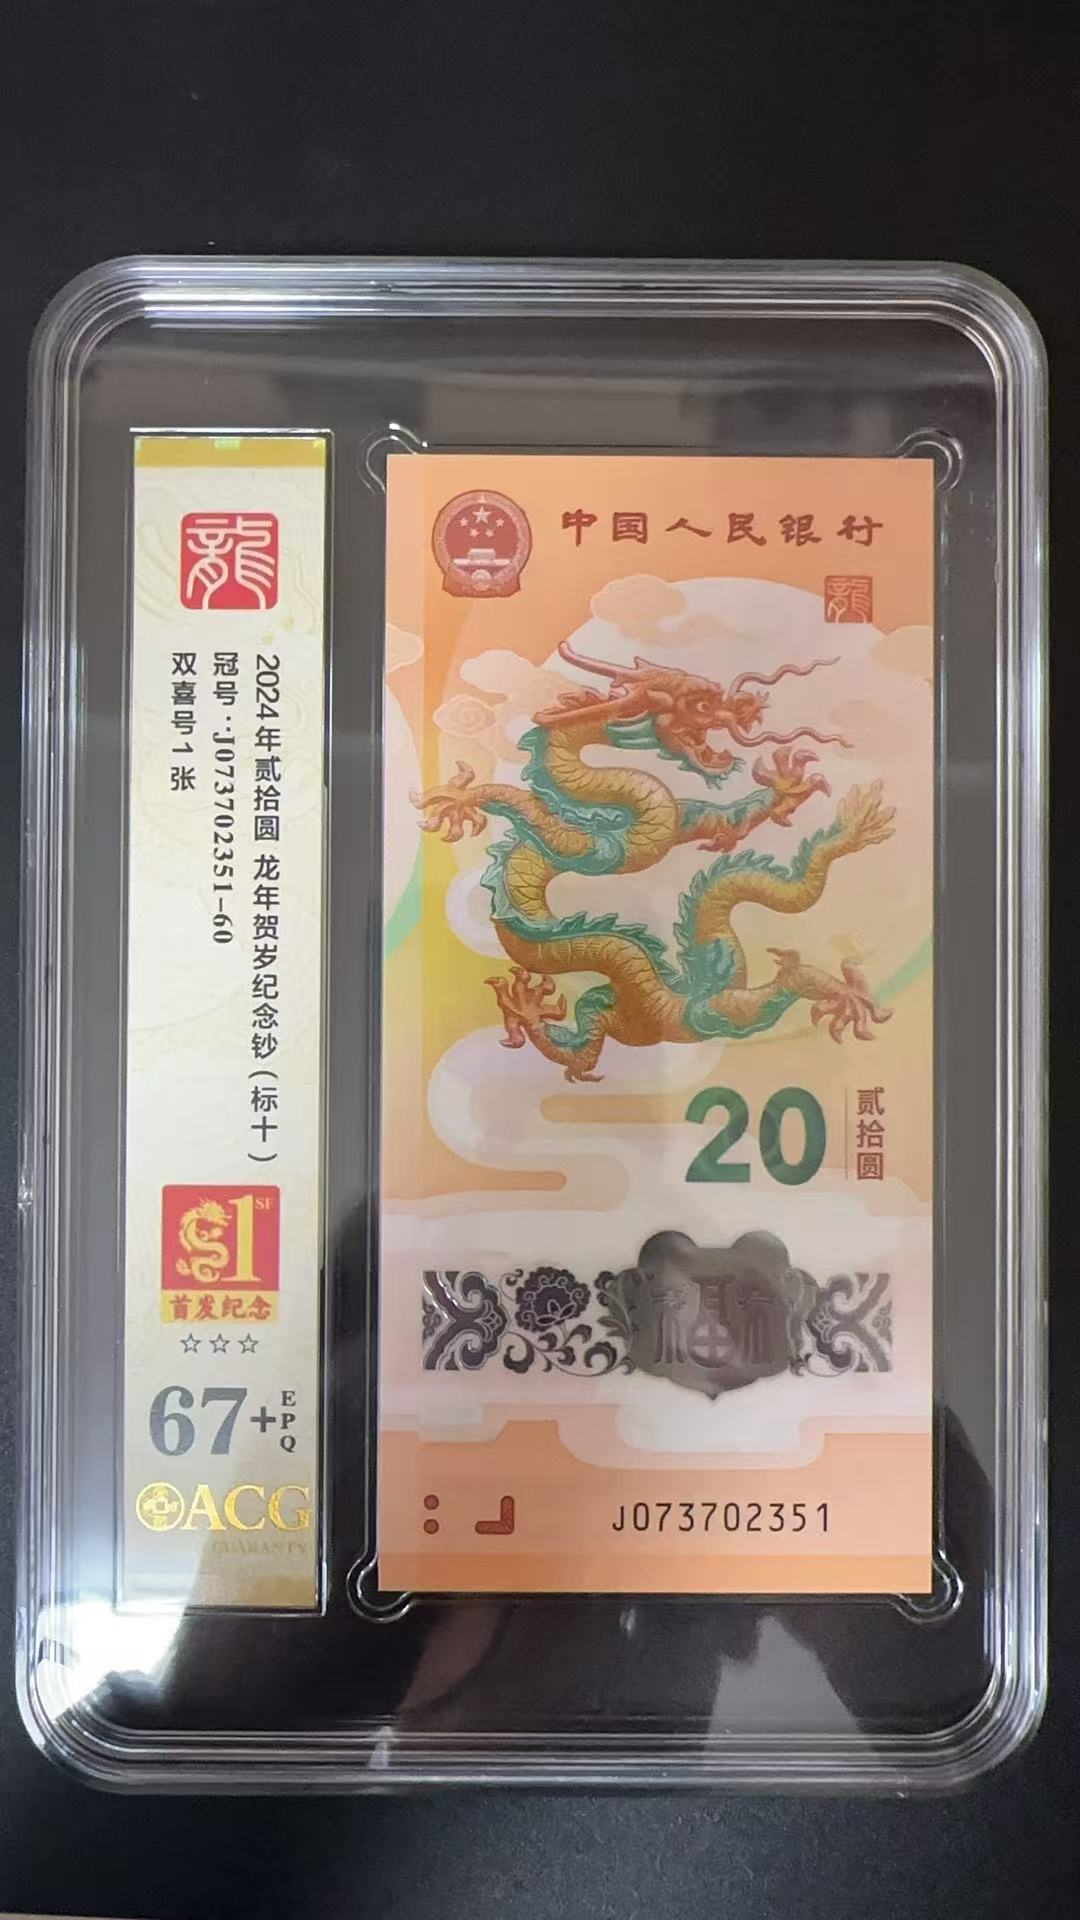 龍
2024年贰拾圆 龙年贺岁纪念钞(标十)
冠号:J073702351-60
双喜号1张
1SF
首发纪念
67+EPQ
ACG
GUARANTY
中国人民银行
龍
20
贰拾圆
福
J073702351